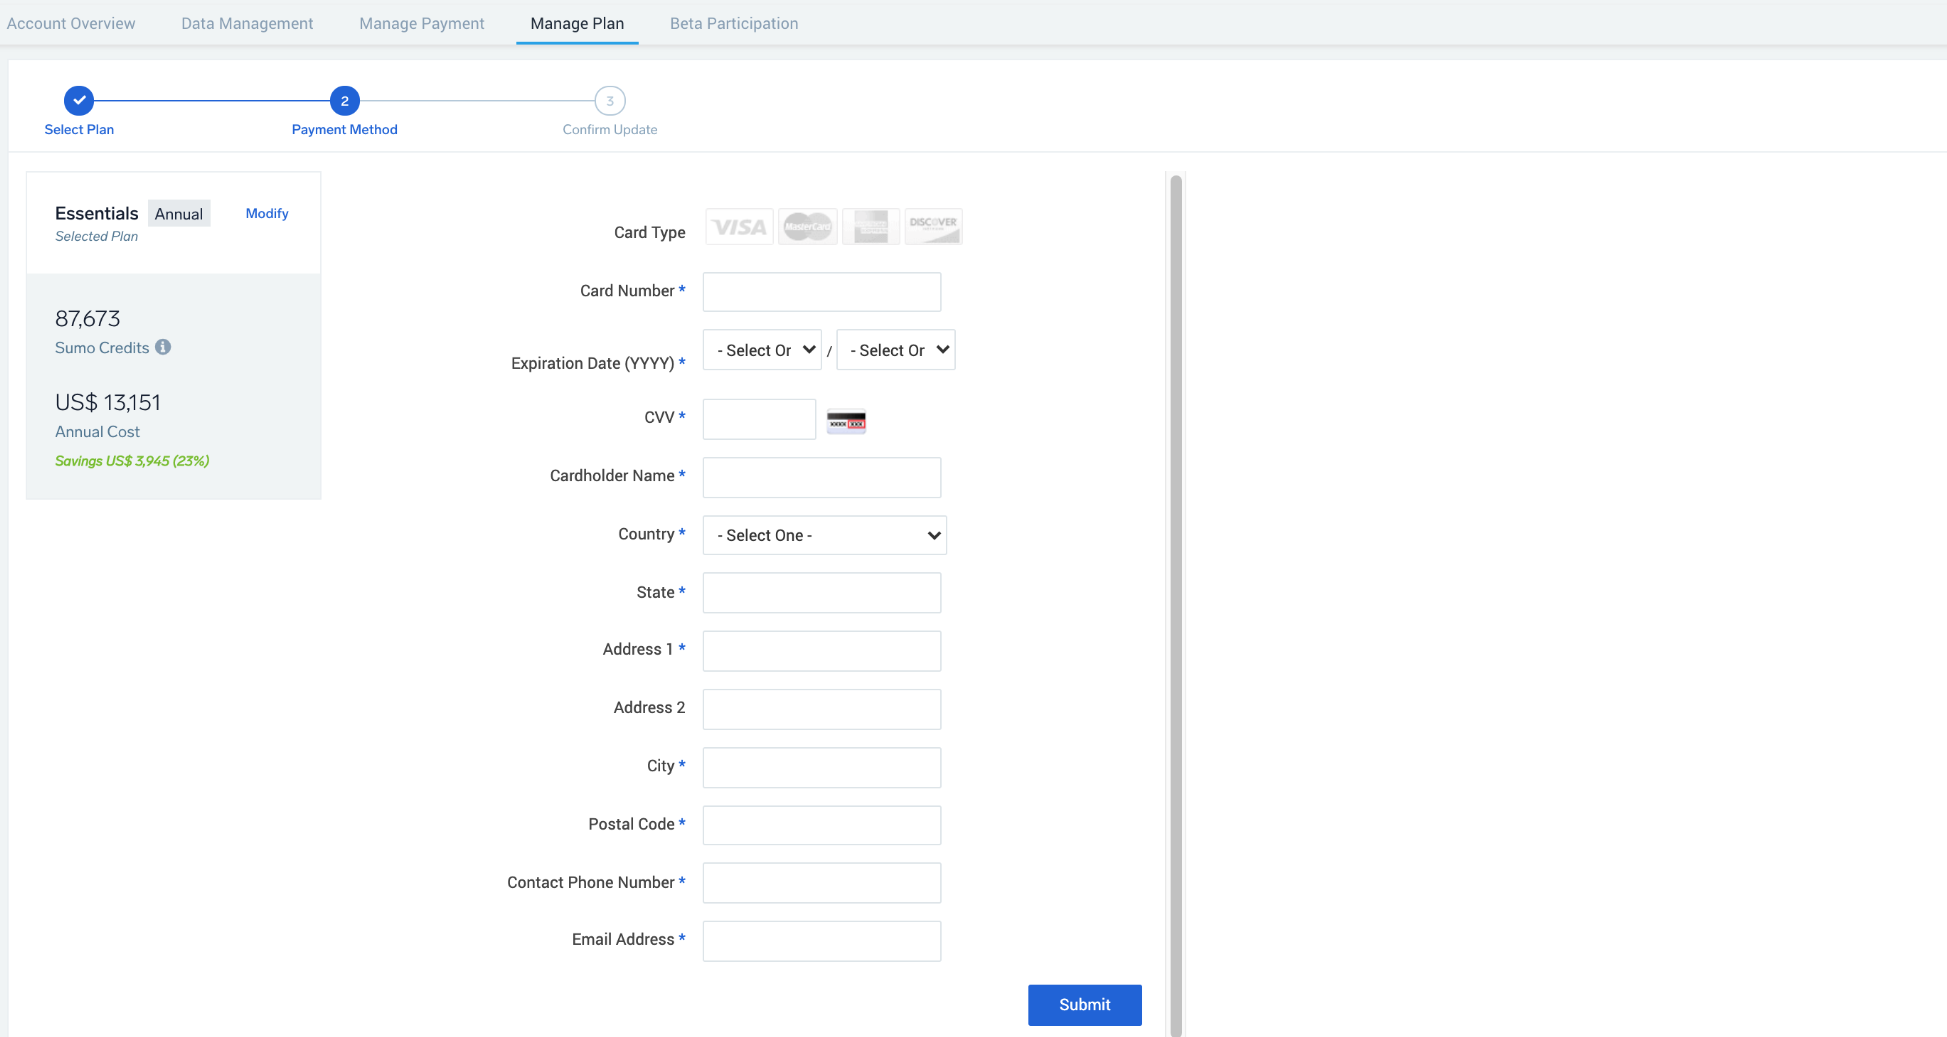 Account Overview Data Management Manage Payment Manage Plan Beta Participation
2 3
Select Plan Payment Method Confirm Update
Essentials Annual Modify
Selected Plan
87,673
Sumo Credits
US$ 13,151
Annual Cost
Savings US$ 3,945 (23%)
Card Type VISA MasterCard DISCOVER
Card Number *
Expiration Date (YYYY) * - Select Or / - Select Or
CVV * XXXX XXX
Cardholder Name *
Country * - Select One -
State *
Address 1 *
Address 2
City *
Postal Code *
Contact Phone Number *
Email Address *
Submit